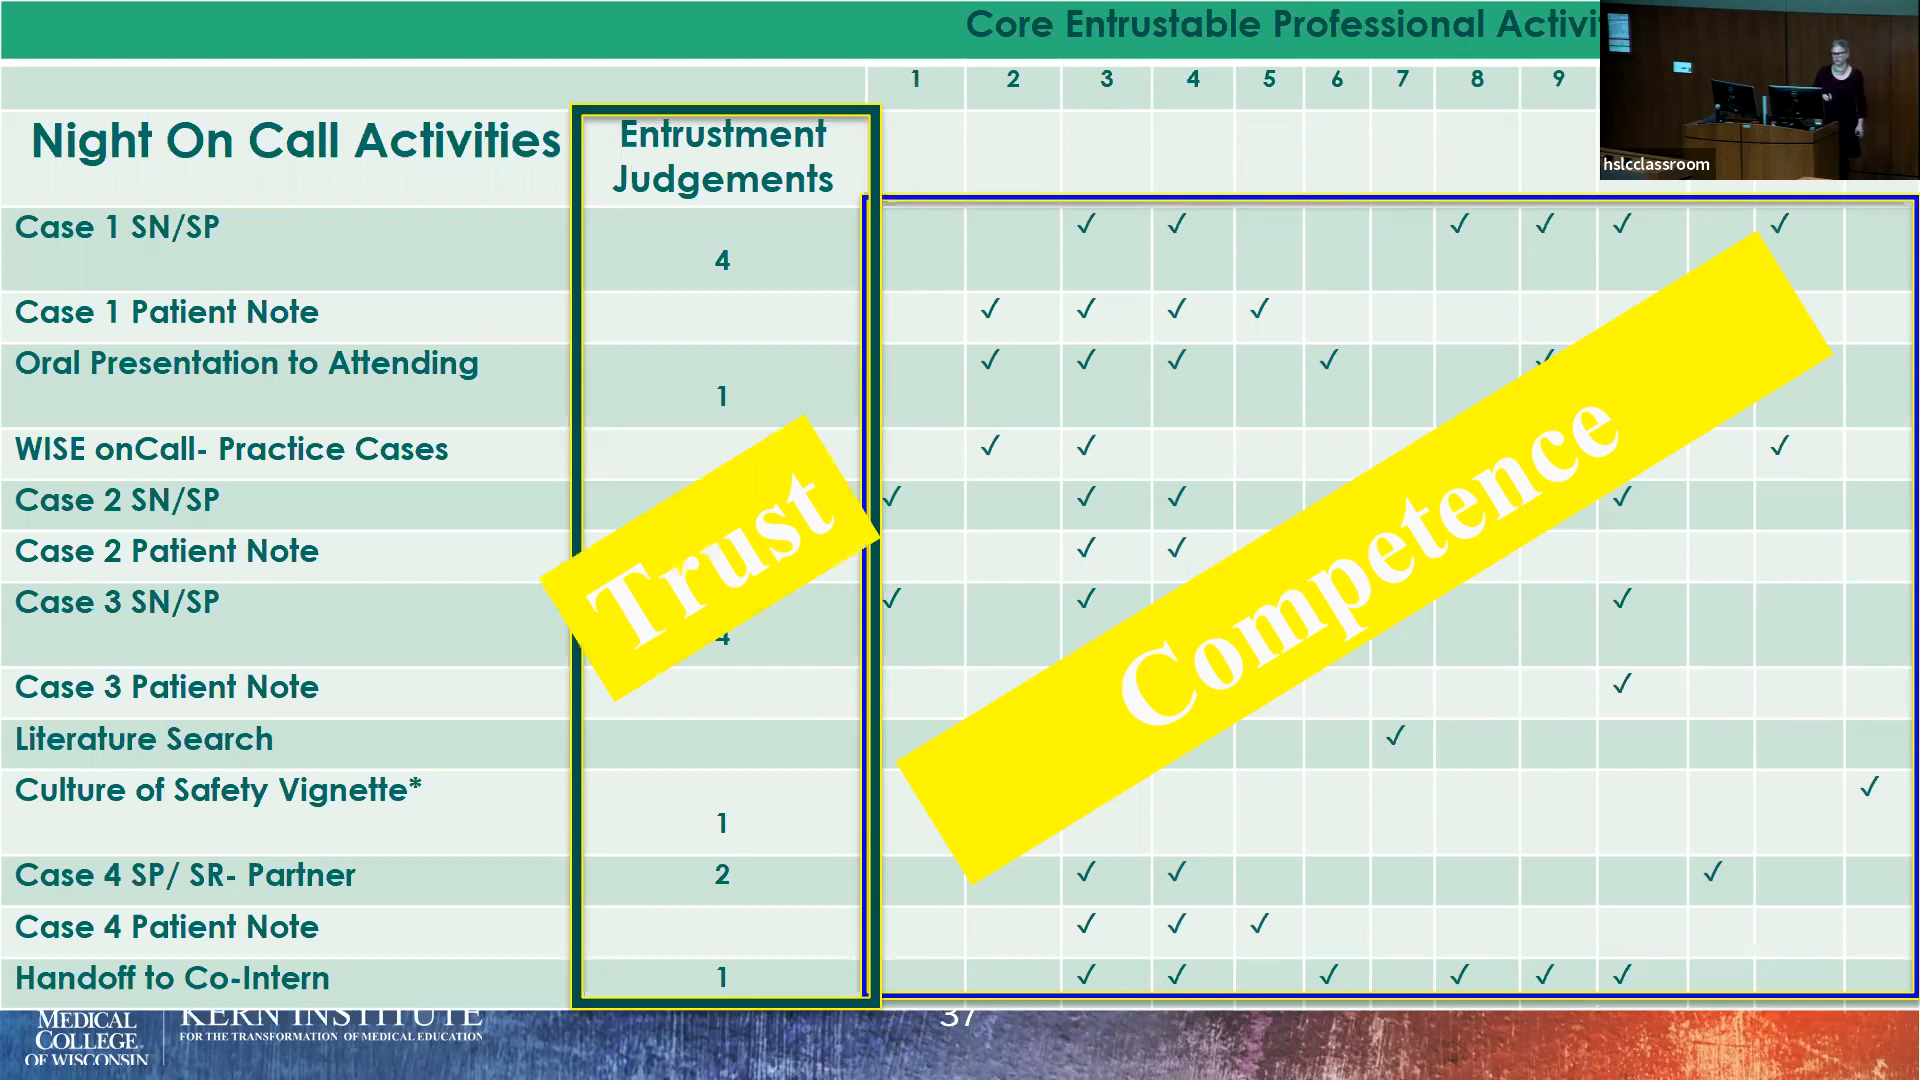 Core Entrustable Professional
1 2 3 4 5 6 7 8 9
Night On Call Activities
Entrustment
Judgements
hslcclassroom
Case 1 SN/SP
4
✓ ✓ ✓ ✓ ✓ ✓
Case 1 Patient Note
✓ ✓ ✓ ✓
Oral Presentation to Attending
1
✓ ✓ ✓ ✓ ✓
WISE onCall- Practice Cases
✓ ✓ ✓
Case 2 SN/SP
✓ ✓ ✓ ✓
Case 2 Patient Note
✓ ✓
Case 3 SN/SP
4
✓ ✓ ✓
Case 3 Patient Note
✓
Literature Search
✓
Culture of Safety Vignette*
1
✓
Case 4 SP/ SR- Partner 2 ✓ ✓ ✓
Case 4 Patient Note
✓ ✓ ✓
Handoff to Co-Intern 1 ✓ ✓ ✓ ✓ ✓ ✓
Trust
Competence
MEDICAL
COLLEGE
OF WISCONSIN
KERN INSTITUTE
FOR THE TRANSFORMATION OF MEDICAL EDUCATION
37